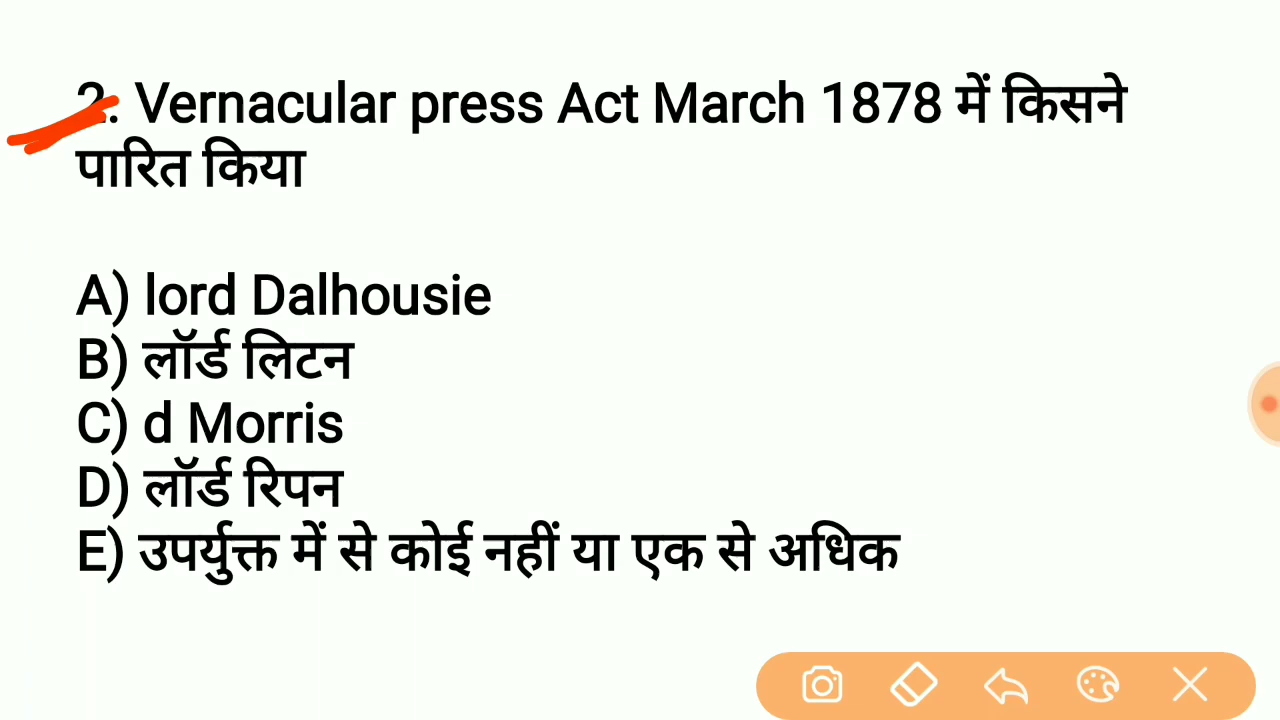 2. Vernacular press Act March 1878 में किसने
पारित किया
A) lord Dalhousie
B) लॉर्ड लिटन
C) d Morris
D) लॉर्ड रिपन
E) उपर्युक्त में से कोई नहीं या एक से अधिक